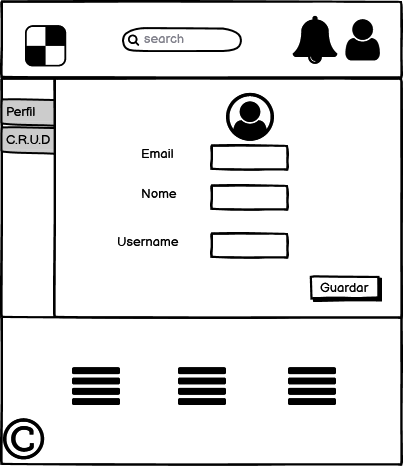 search
Perfil
C.R.U.D
Email
Nome
Username
Guardar
©